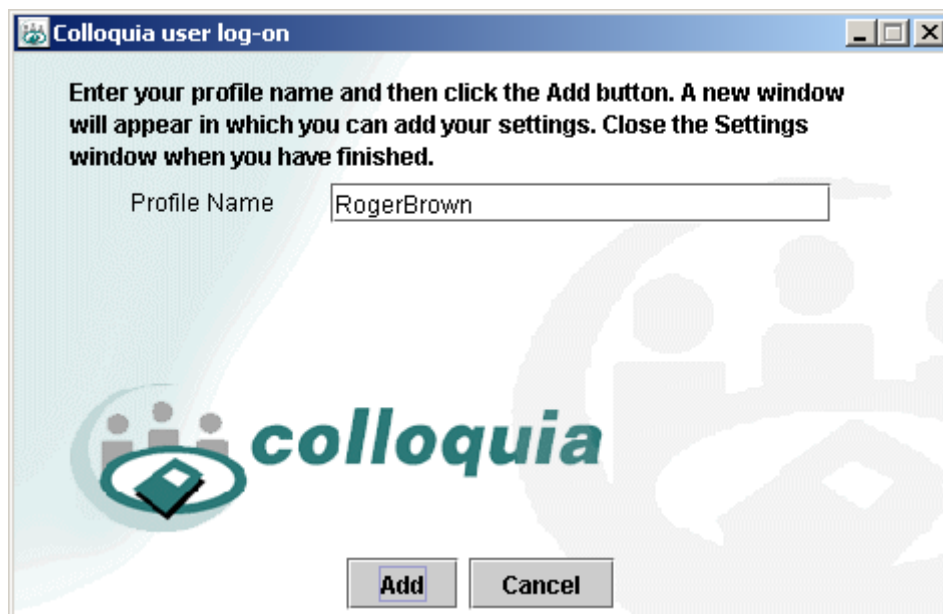 Colloquia user log-on
Enter your profile name and then click the Add button. A new window
will appear in which you can add your settings. Close the Settings
window when you have finished.
Profile Name RogerBrown
colloquia
Add Cancel